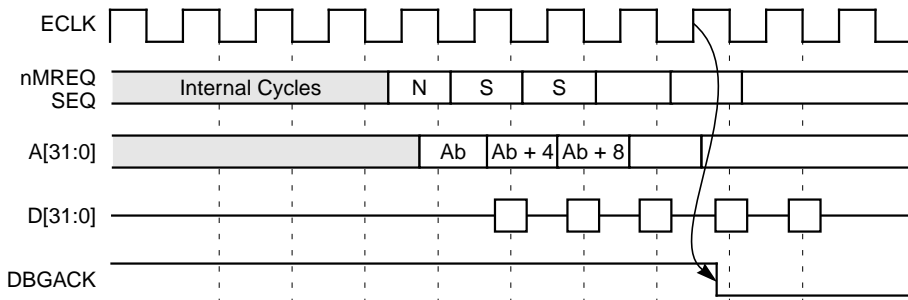 ECLK
nMREQ
SEQ
Internal Cycles N S S
A[31:0] Ab Ab + 4 Ab + 8
D[31:0]
DBGACK